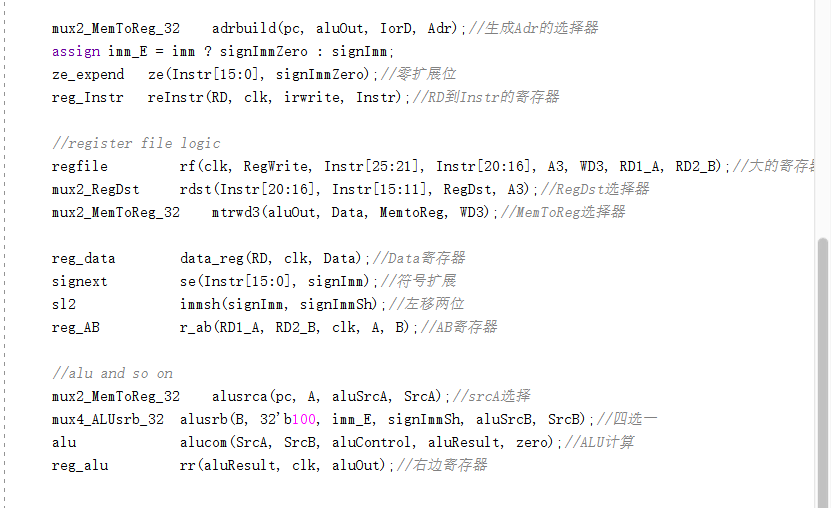 mux2_MemToReg_32    adrbuild(pc, aluOut, IorD, Adr);//生成Adr的选择器
assign imm_E = imm ? signImmZero : signImm;
ze_expend   ze(Instr[15:0], signImmZero);//零扩展位
reg_Instr   reInstr(RD, clk, irwrite, Instr);//RD到Instr的寄存器
//register file logic
regfile         rf(clk, RegWrite, Instr[25:21], Instr[20:16], A3, WD3, RD1_A, RD2_B);//大的寄存
mux2_RegDst     rdst(Instr[20:16], Instr[15:11], RegDst, A3);//RegDst选择器
mux2_MemToReg_32    mtrwd3(aluOut, Data, MemtoReg, WD3);//MemToReg选择器
reg_data        data_reg(RD, clk, Data);//Data寄存器
signext         se(Instr[15:0], signImm);//符号扩展
sl2             immsh(signImm, signImmSh);//左移两位
reg_AB          r_ab(RD1_A, RD2_B, clk, A, B);//AB寄存器
//alu and so on
mux2_MemToReg_32    alusrca(pc, A, aluSrcA, SrcA);//srcA选择
mux4_ALUsrb_32  alusrb(B, 32'b100, imm_E, signImmSh, aluSrcB, SrcB);//四选一
alu             alucom(SrcA, SrcB, aluControl, aluResult, zero);//ALU计算
reg_alu         rr(aluResult, clk, aluOut);//右边寄存器